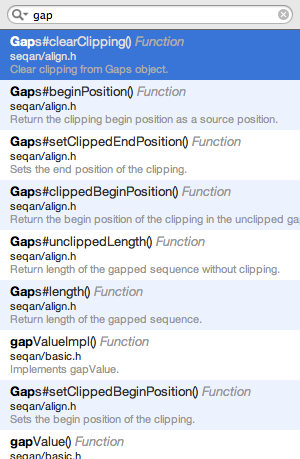 gap
Gaps#clearClipping() Function
seqan/align.h
Clear clipping from Gaps object.
Gaps#beginPosition() Function
seqan/align.h
Return the clipping begin position as a source position.
Gaps#setClippedEndPosition() Function
seqan/align.h
Sets the end position of the clipping.
Gaps#clippedBeginPosition() Function
seqan/align.h
Return the begin position of the clipping in the unclipped ga
Gaps#unclippedLength() Function
seqan/align.h
Return length of the gapped sequence without clipping.
Gaps#length() Function
seqan/align.h
Return length of the gapped sequence.
gapValueImpl() Function
seqan/basic.h
Implements gapValue.
Gaps#setClippedBeginPosition() Function
seqan/align.h
Sets the begin position of the clipping.
gapValue() Function
seqan/basic.h